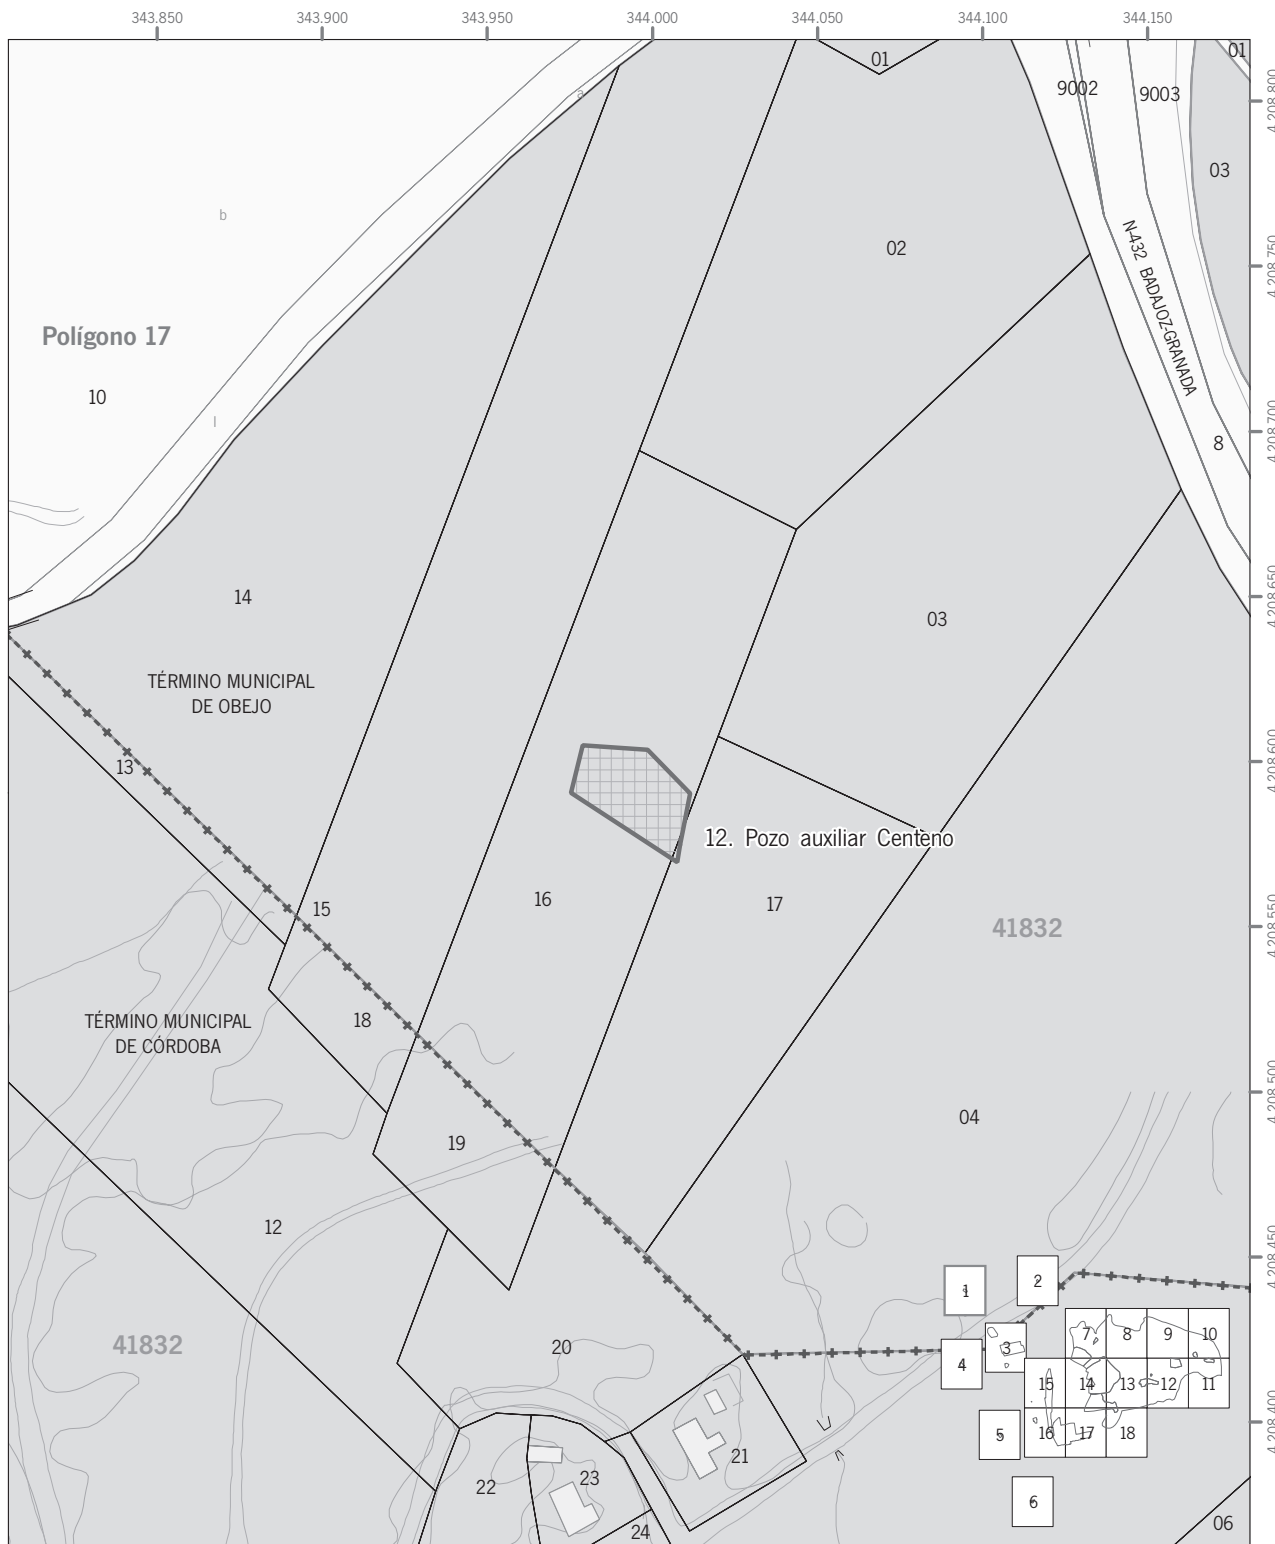 343.850 343.900 343.950 344.000 344.050 344.100 344.150
01
01
9002 9003
4.208.800
a
03
b
02
4.208.750
N-432 BADAJOZ-GRANADA
Polígono 17
10
l
4.208.700
8
14
03
4.208.650
TÉRMINO MUNICIPAL
DE OBEJO
13
4.208.600
12. Pozo auxiliar Centeno
15 16 17
41832
4.208.550
TÉRMINO MUNICIPAL
DE CÓRDOBA
18
4.208.500
04
19
12
4.208.450
1 2
41832
20
3
7 8 9 10
4
15 14 13 12 11
4.208.400
5
16 17 18
21
22 23
6
24
06